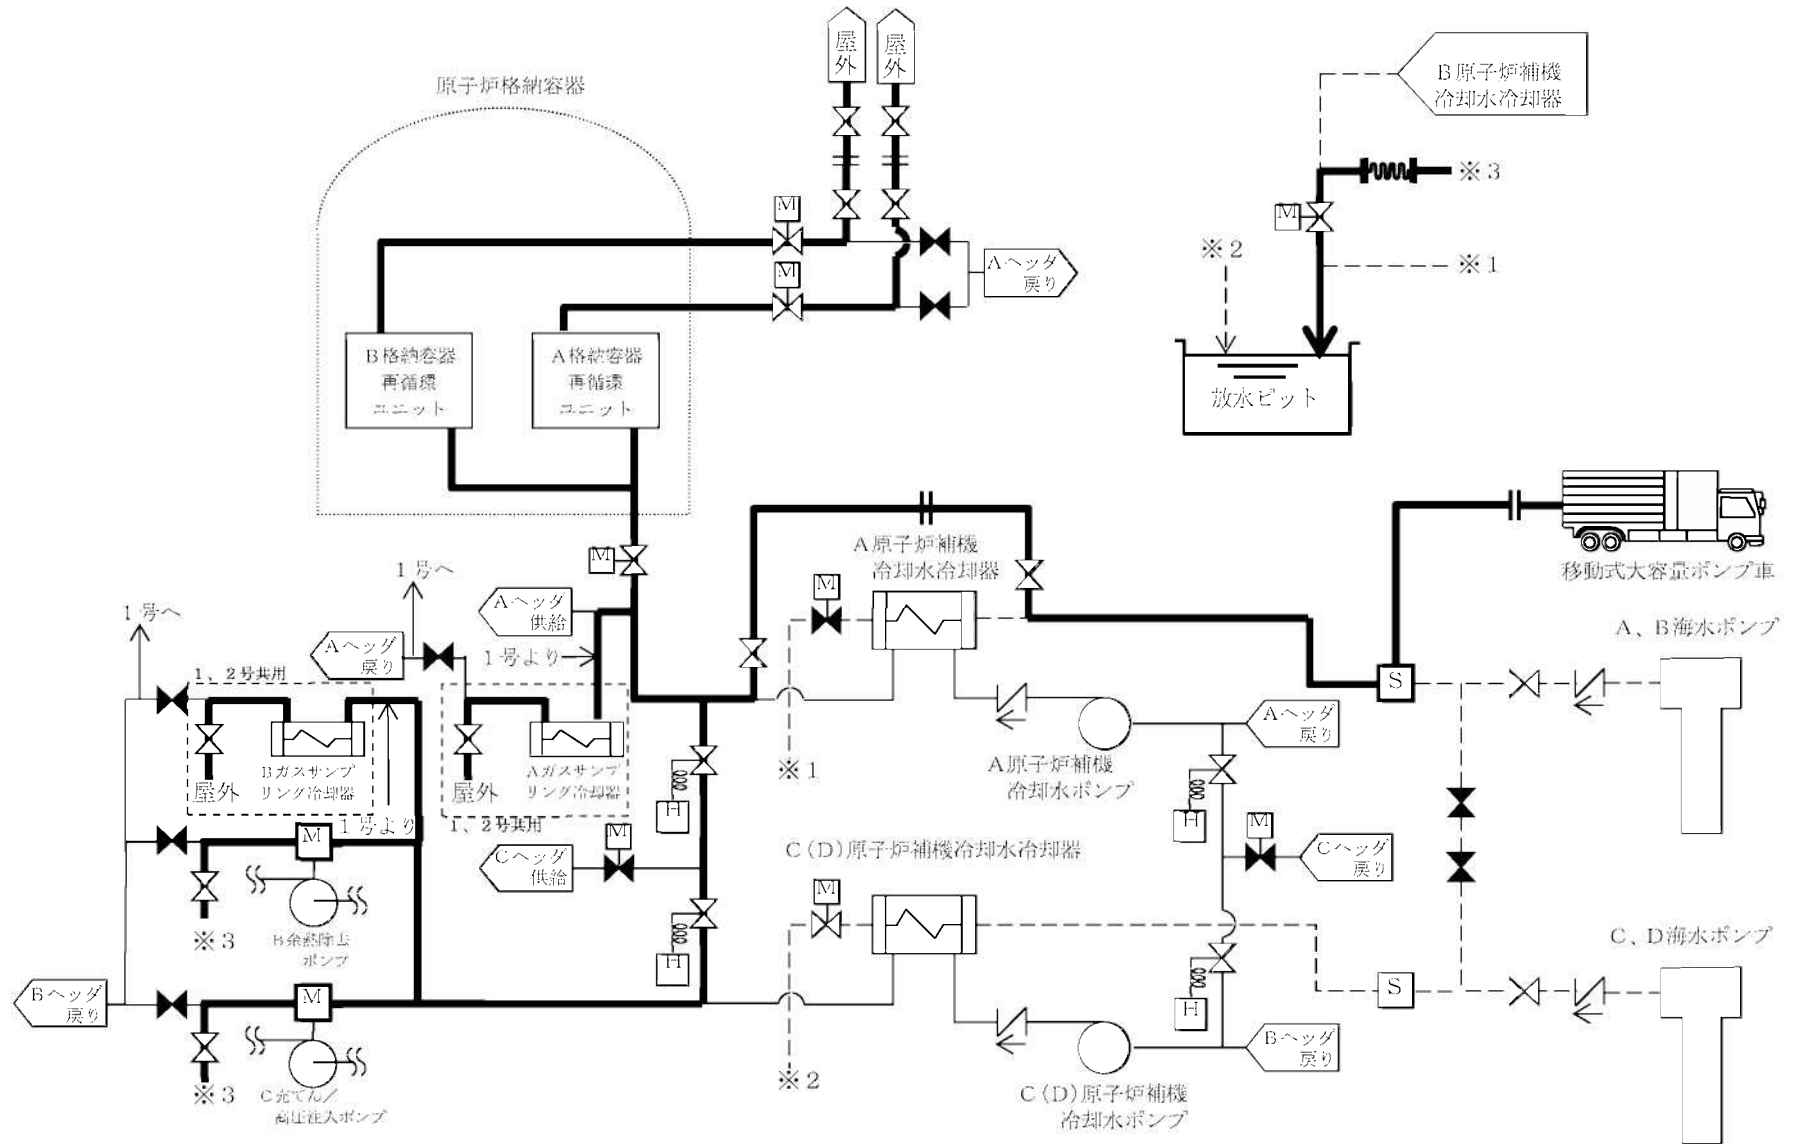 屋外
屋外
原子炉格納容器
B原子炉補機
冷却水冷却器
※3
M
M
※2
※1
Aヘッダ
戻り
M
B格納容器
再循環
ユニット
A格納容器
再循環
ユニット
放水ピット
移動式大容量ポンプ車
M
A原子炉補機
冷却水冷却器
M
1号へ
1号へ
Aヘッダ
供給
1号より
Aヘッダ
戻り
A、B海水ポンプ
1、2号共用
S
Aヘッダ
戻り
Bガスサンプ
リング冷却器
屋外
Aガスサンプ
リング冷却器
屋外
1、2号共用
※1
A原子炉補機
冷却水ポンプ
H
H
M
1号より
M
M
Cヘッダ
供給
C(D)原子炉補機冷却水冷却器
Cヘッダ
戻り
M
※3
B余熱除去
ポンプ
H
C、D海水ポンプ
Bヘッダ
戻り
M
S
H
Bヘッダ
戻り
※3
C充てん/
高圧注入ポンプ
※2
C(D)原子炉補機
冷却水ポンプ